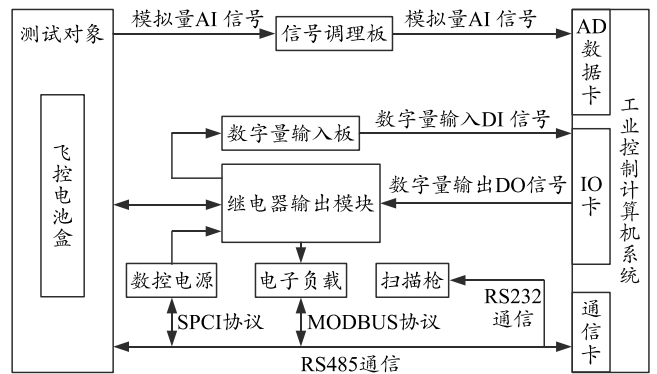 测试对象
模拟量AI 信号
信号调理板
模拟量AI 信号
AD数据卡
工业控制计算机系统
飞控电池盒
数字量输入板
数字量输入DI 信号
IO卡
继电器输出模块
数字量输出DO信号
数控电源
电子负载
扫描枪
RS232
通信
SPCI协议
MODBUS协议
通信卡
RS485通信